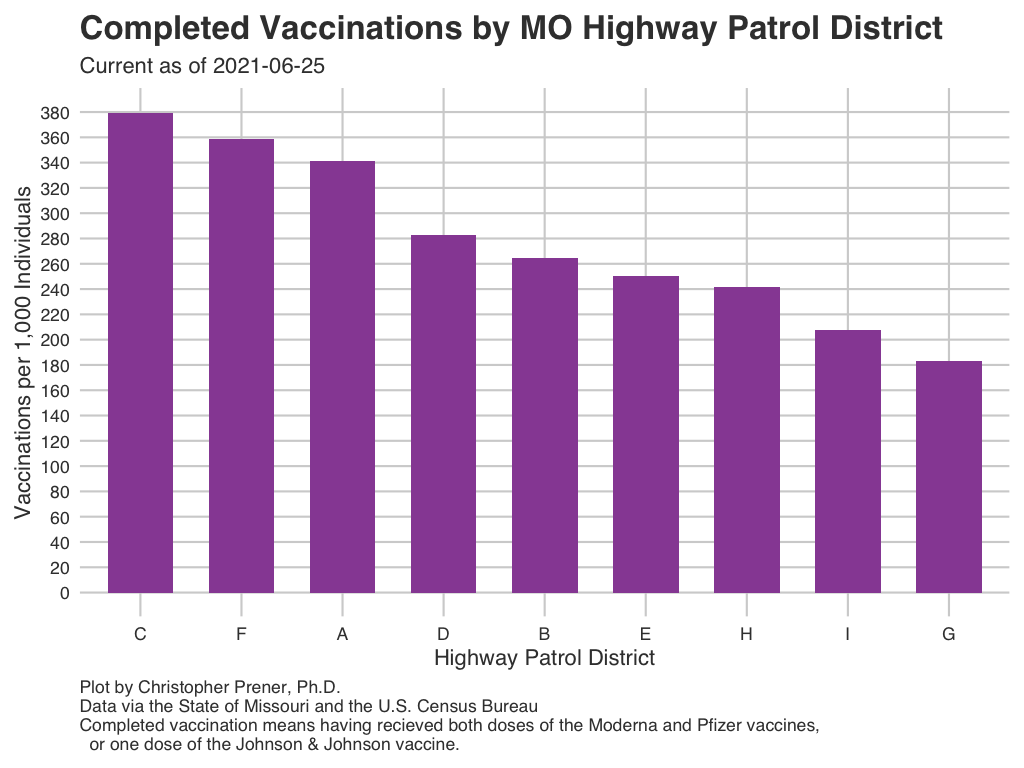 Completed Vaccinations by MO Highway Patrol District
Current as of 2021-06-25
Vaccinations per 1,000 Individuals
380
360
340
320
300
280
260
240
220
200
180
160
140
120
100
80
60
40
20
0
C F A D B E H I G
Highway Patrol District
Plot by Christopher Prener, Ph.D.
Data via the State of Missouri and the U.S. Census Bureau
Completed vaccination means having recieved both doses of the Moderna and Pfizer vaccines,
or one dose of the Johnson & Johnson vaccine.